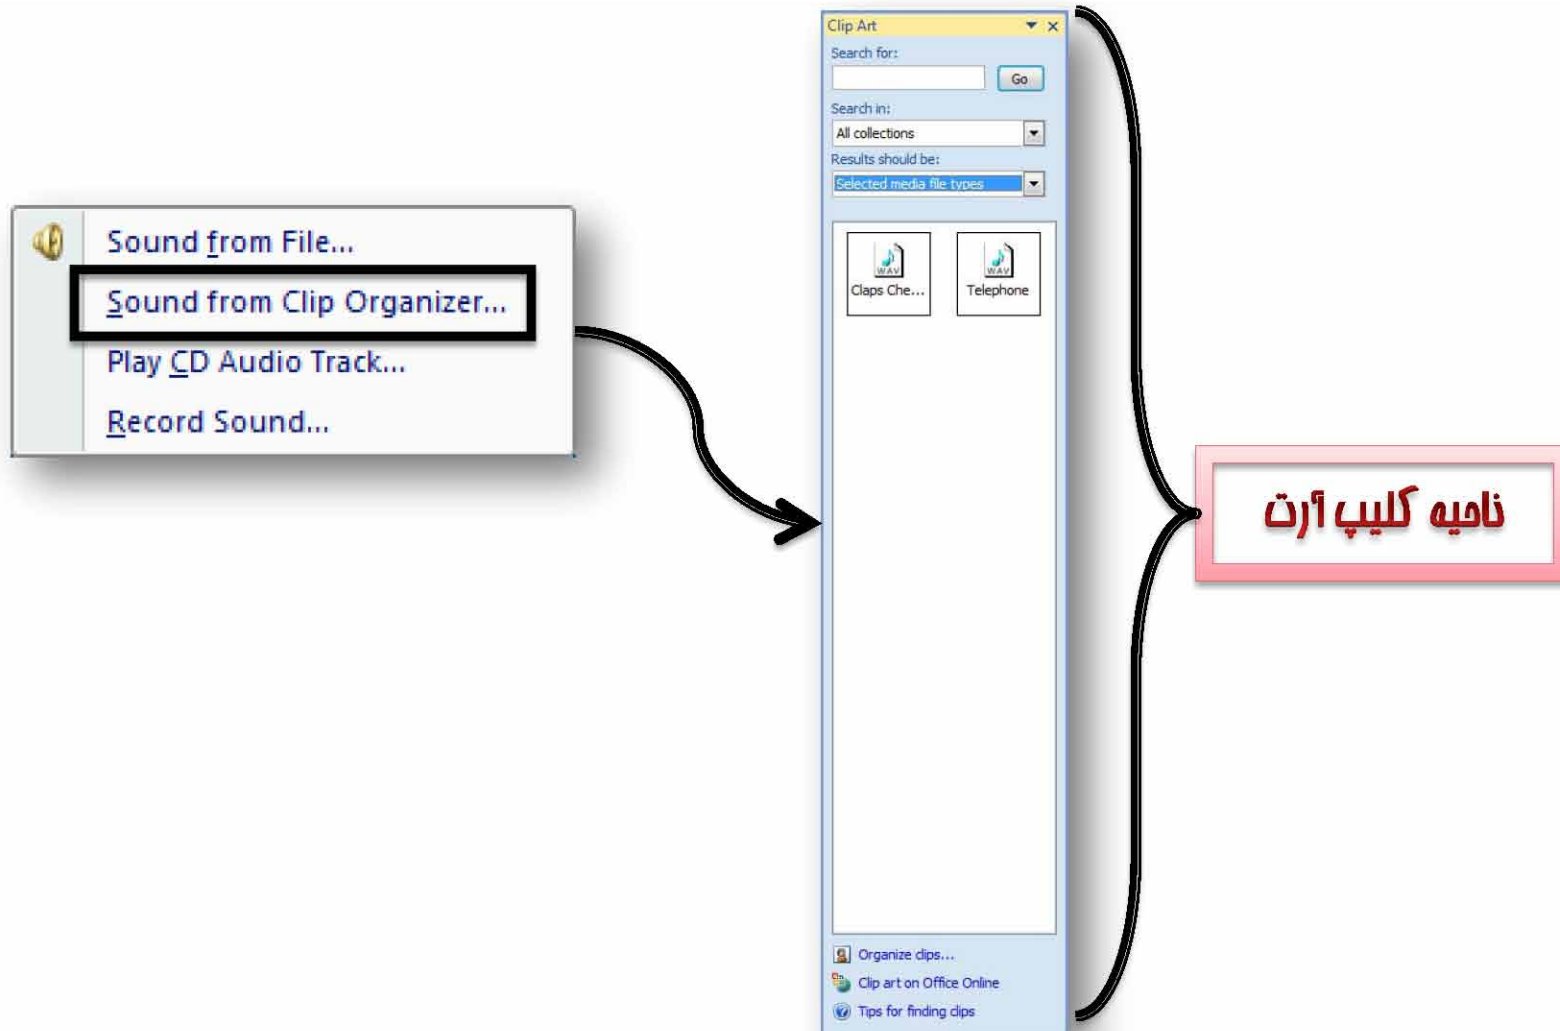 Sound from File...
Sound from Clip Organizer...
Play CD Audio Track...
Record Sound...
Clip Art
Search for:
Go
Search in:
All collections
Results should be:
Selected media file types
WAV
Claps Che...
WAV
Telephone
Organize clips...
Clip art on Office Online
Tips for finding clips
ناحیه کلیپ آرت